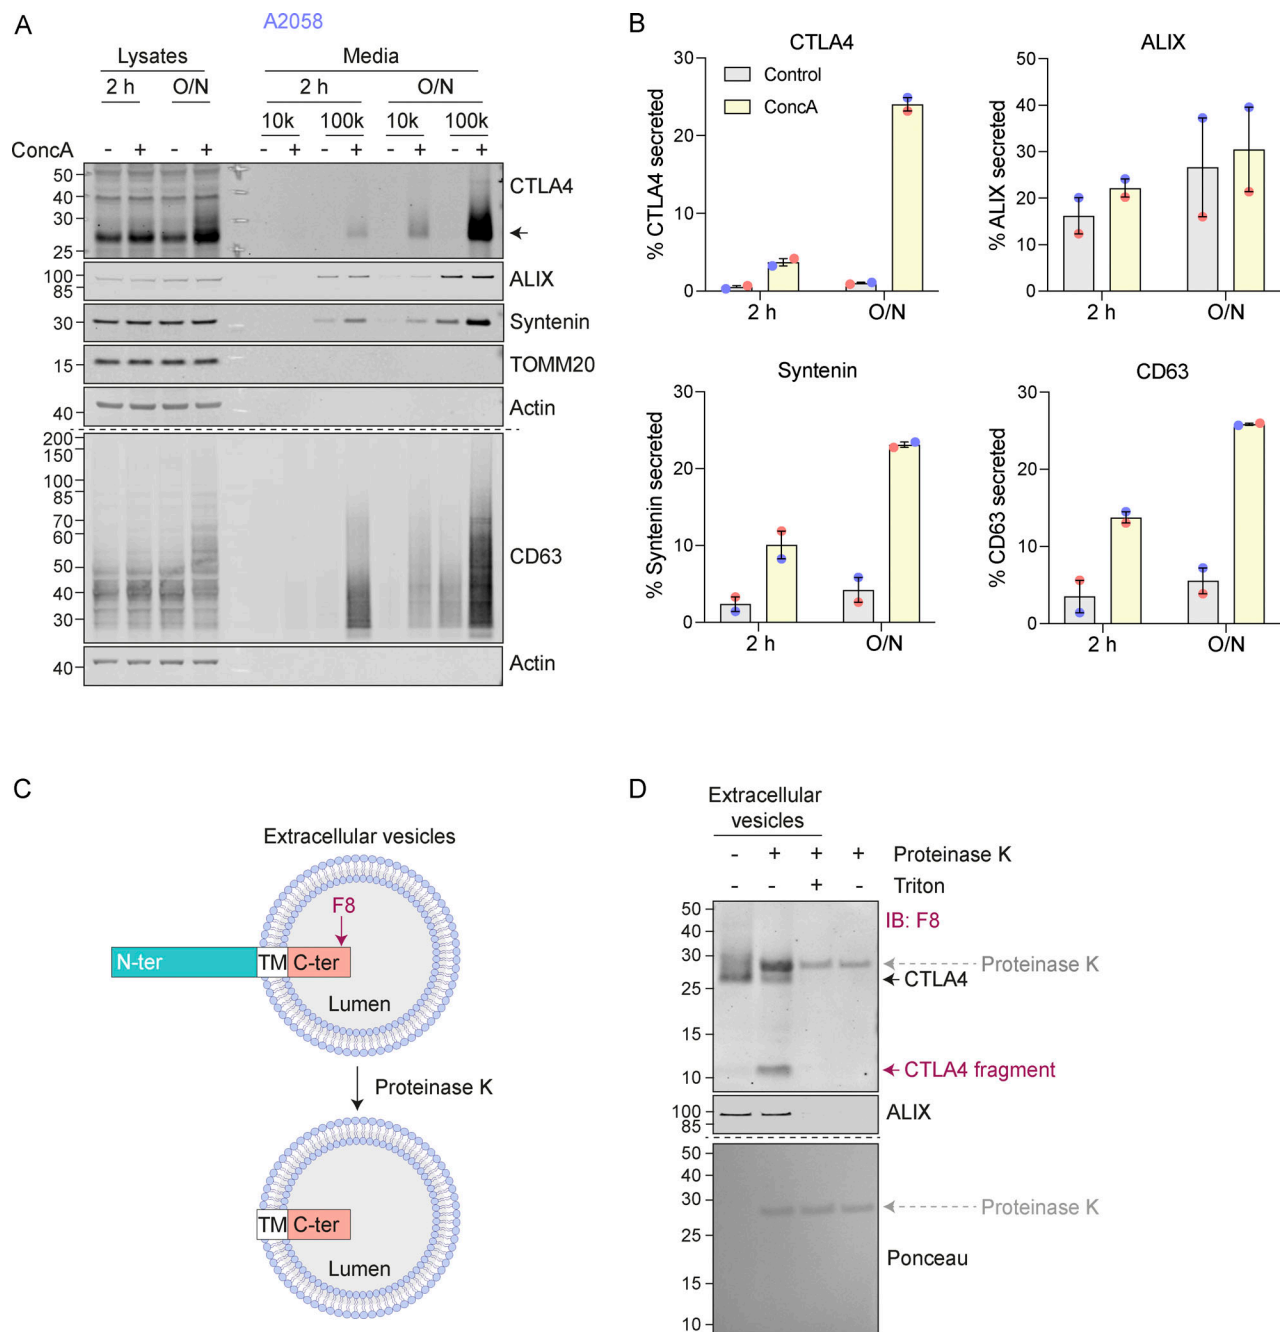 A
A2058
Lysates Media
2 h O/N 2 h O/N
10k 100k 10k 100k
ConcA - + - + - + - + - + - +
50
40
30
25
CTLA4
100
85
ALIX
30
Syntenin
15
TOMM20
40
Actin
200
150
100
85
70
60
50
40
30
CD63
40
Actin
B
CTLA4
Control
ConcA
% CTLA4 secreted
30
20
10
0
2 h O/N
ALIX
% ALIX secreted
50
40
30
20
10
0
2 h O/N
Syntenin
% Syntenin secreted
30
20
10
0
2 h O/N
CD63
% CD63 secreted
30
20
10
0
2 h O/N
C
Extracellular vesicles
F8
N-ter TM C-ter
Lumen
Proteinase K
TM C-ter
Lumen
D
Extracellular
vesicles
- + + + Proteinase K
- - + - Triton
IB: F8
50
40
30
25
15
10
Proteinase K
CTLA4
CTLA4 fragment
100
85
ALIX
50
40
30
25
15
10
Proteinase K
Ponceau